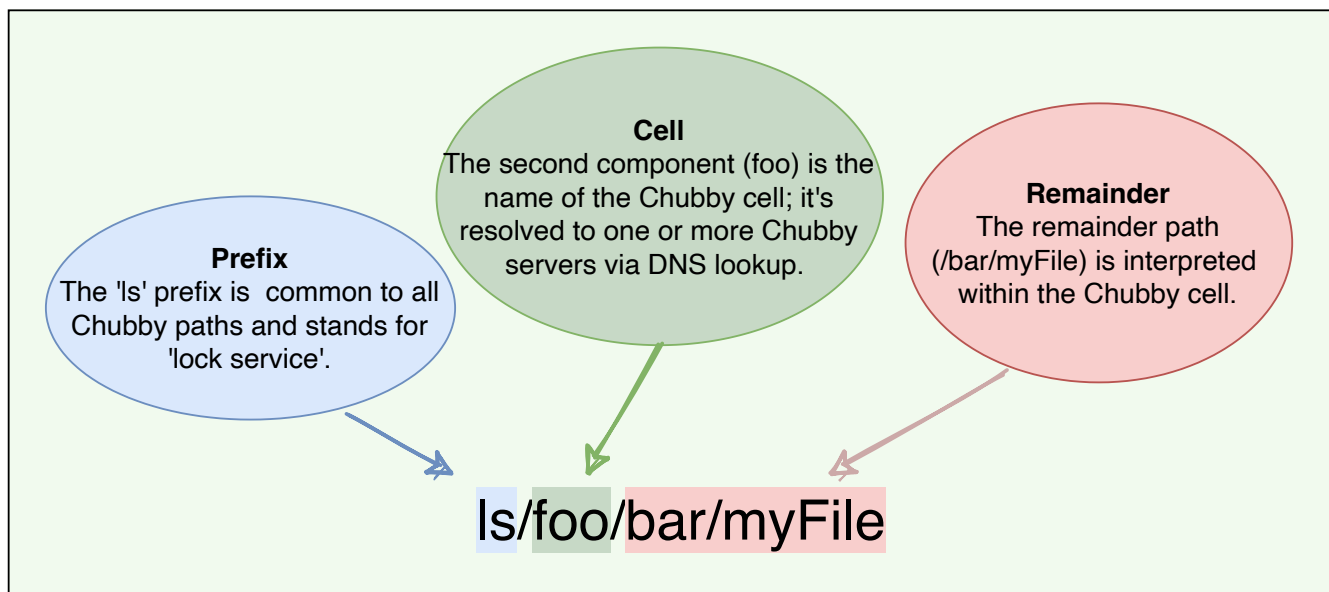 Cell
The second component (foo) is the
name of the Chubby cell; it's
resolved to one or more Chubby
servers via DNS lookup.
Remainder
The remainder path
(/bar/myFile) is interpreted
within the Chubby cell.
Prefix
The 'ls' prefix is  common to all
Chubby paths and stands for
'lock service'.
ls/foo/bar/myFile